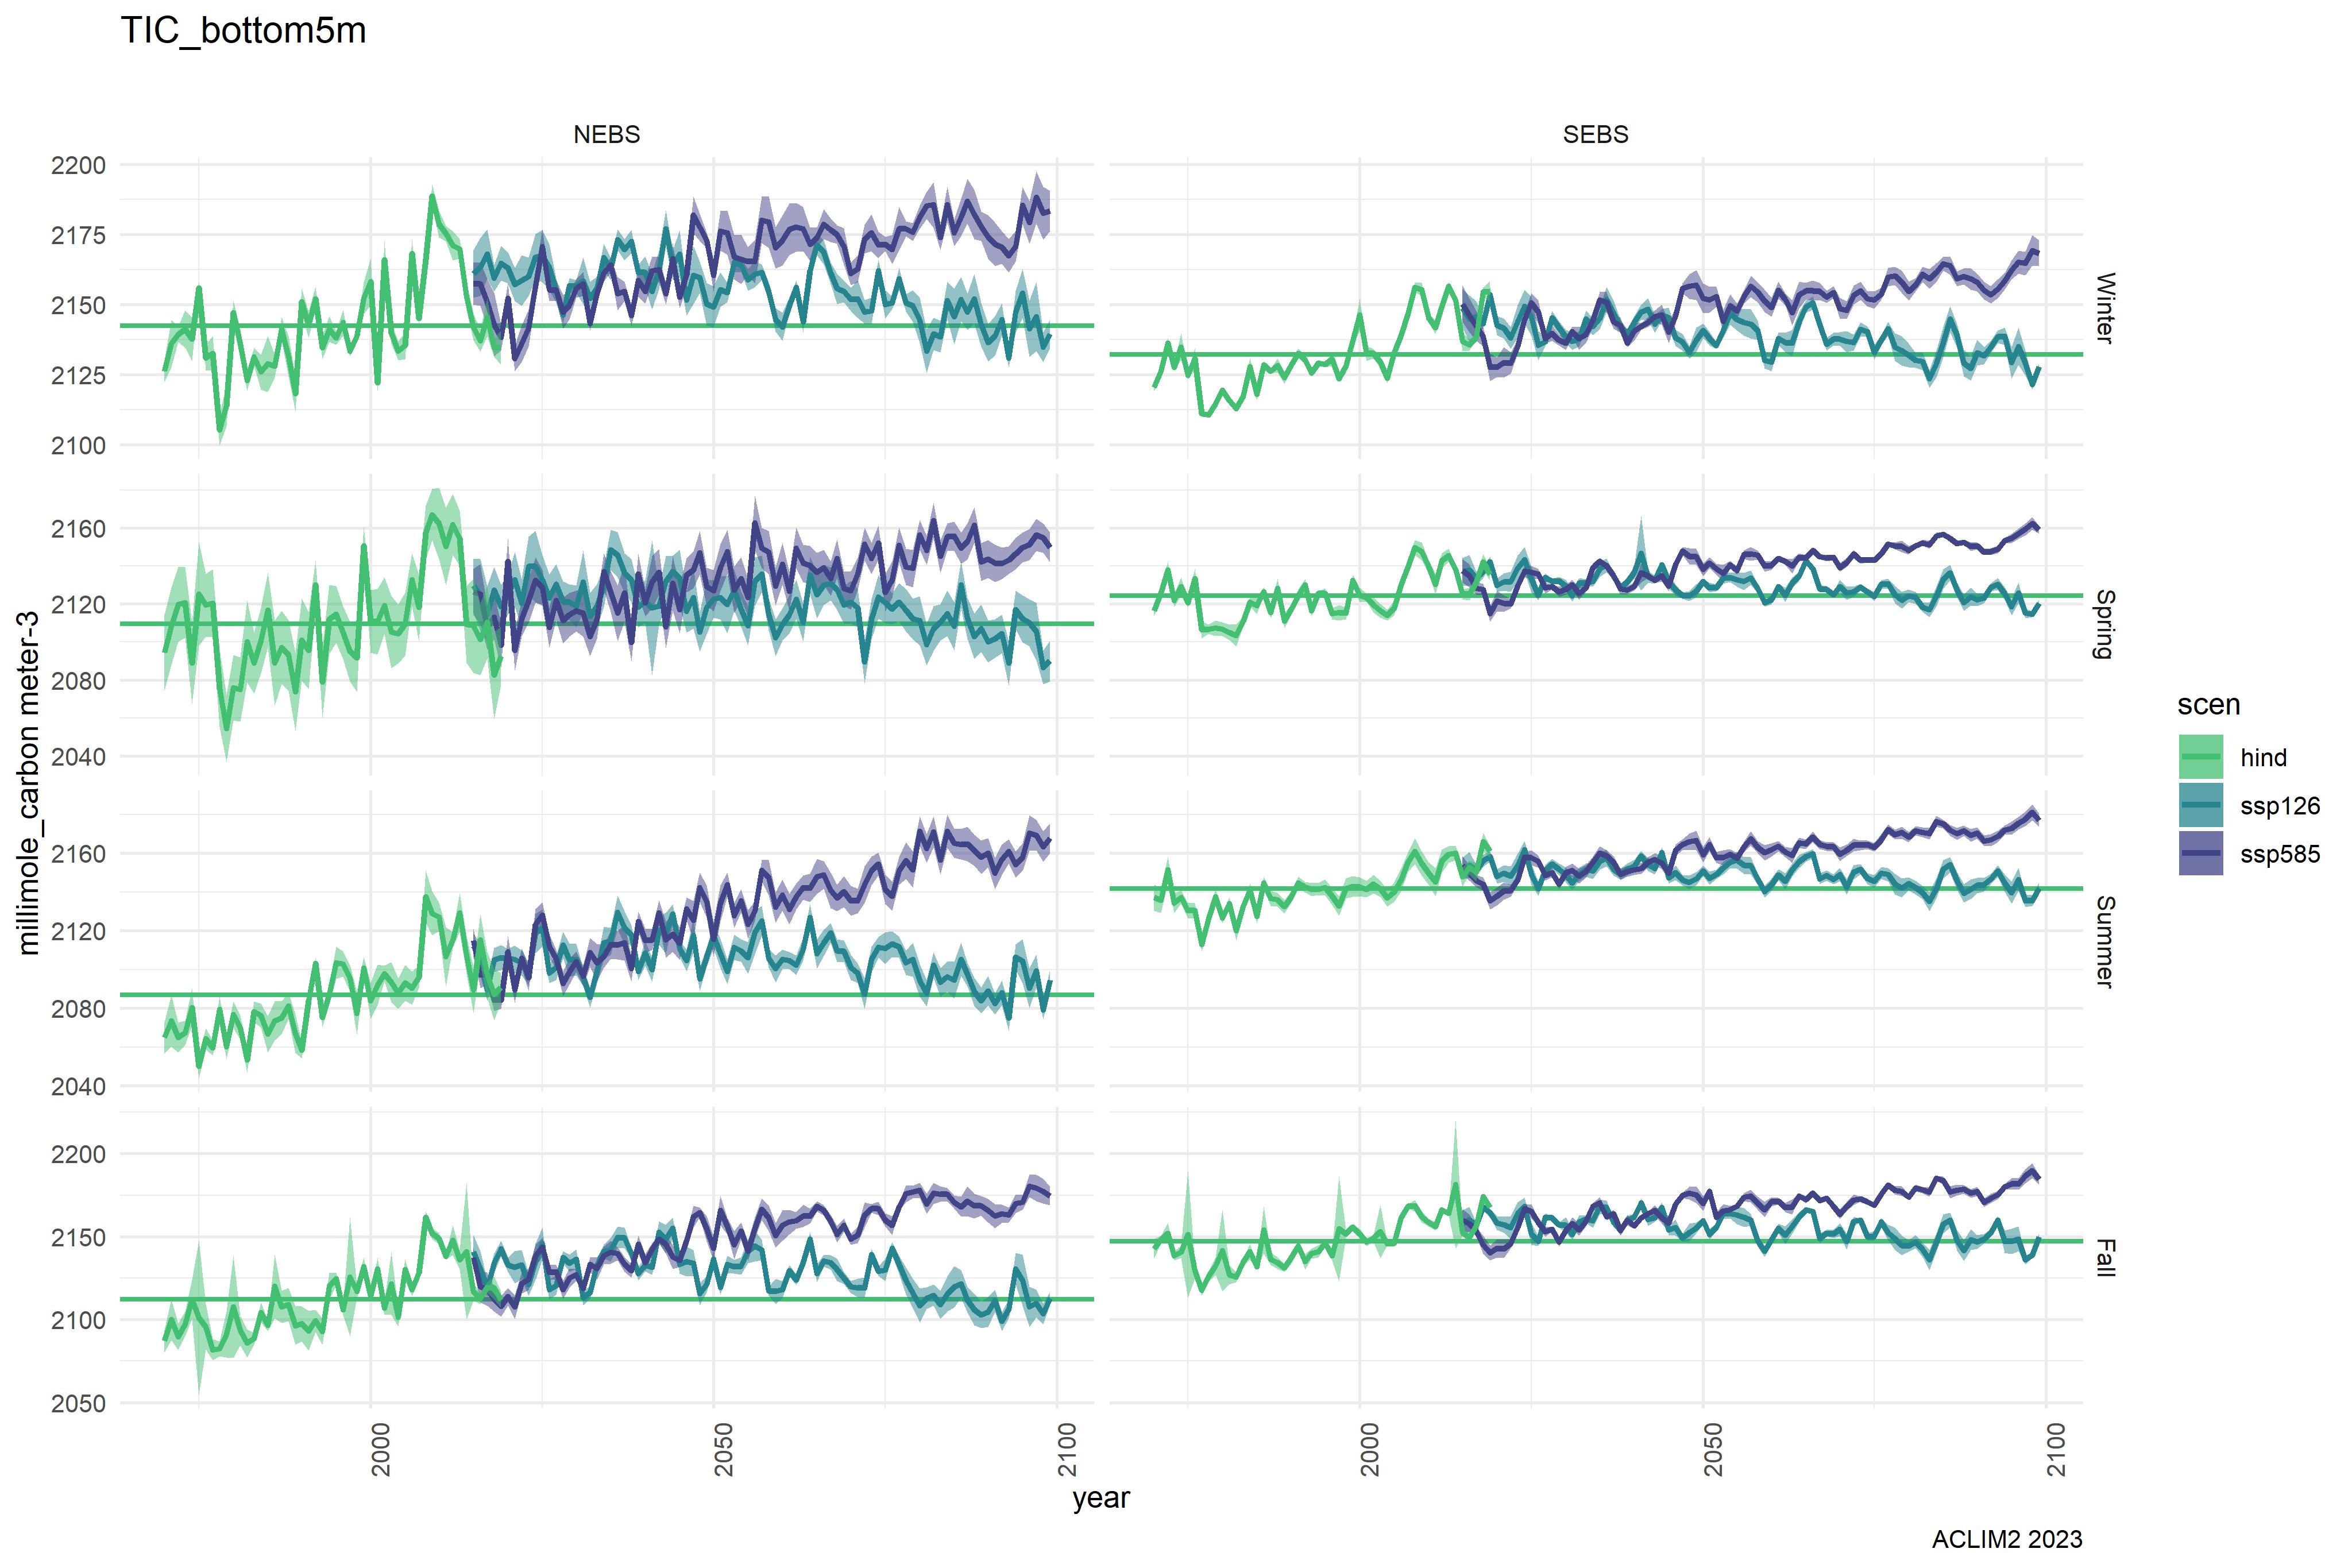 TIC_bottom5m
NEBS
SEBS
2200
2175
2150
2125
2100
Winter
2160
2120
2080
2040
Spring
2160
2120
2080
2040
Summer
2200
2150
2100
2050
Fall
millimole_carbon meter-3
2000
2050
2100
2000
2050
2100
year
scen
hind
ssp126
ssp585
ACLIM2 2023